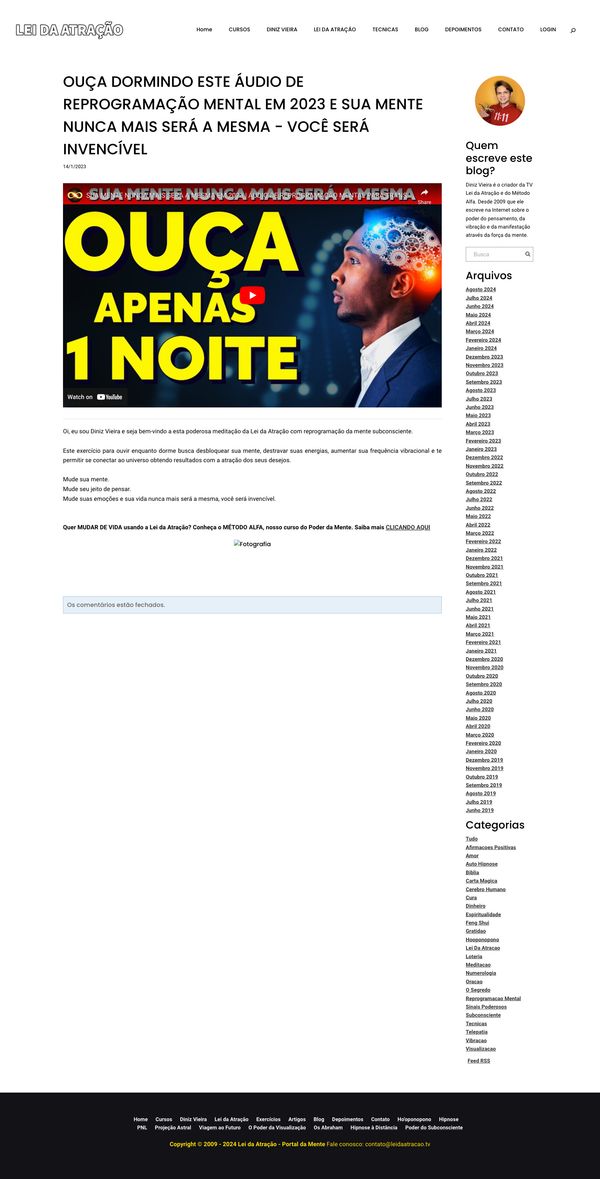 LEI DA ATRAÇÃO
Home CURSOS DINIZ VIEIRA LEI DA ATRAÇÃO TECNICAS BLOG DEPOIMENTOS CONTATO LOGIN
OUÇA DORMINDO ESTE ÁUDIO DE
REPROGRAMAÇÃO MENTAL EM 2023 E SUA MENTE
NUNCA MAIS SERÁ A MESMA - VOCÊ SERÁ
INVENCÍVEL
14/1/2023
SUA MENTE NUNCA MAIS SERÁ A MESMA
Share
OUÇA
APENAS
1 NOITE
Watch on YouTube
Oi, eu sou Diniz Vieira e seja bem-vindo a esta poderosa meditação da Lei da Atração com reprogramação da mente subconsciente.
Este exercício para ouvir enquanto dorme busca desbloquear sua mente, destravar suas energias, aumentar sua frequência vibracional e te
permitir se conectar ao universo obtendo resultados com a atração dos seus desejos.
Mude sua mente.
Mude seu jeito de pensar.
Mude suas emoções e sua vida nunca mais será a mesma, você será invencível.
Quer MUDAR DE VIDA usando a Lei da Atração? Conheça o MÉTODO ALFA, nosso curso do Poder da Mente. Saiba mais CLICANDO AQUI
Fotografia
Os comentários estão fechados.
11:11
Quem
escreve este
blog?
Diniz Vieira é o criador da TV
Lei da Atração e do Método
Alfa. Desde 2009 que ele
escreve na Internet sobre o
poder do pensamento, da
vibração e da manifestação
através da força da mente.
Busca
Arquivos
Agosto 2024
Julho 2024
Junho 2024
Maio 2024
Abril 2024
Março 2024
Fevereiro 2024
Janeiro 2024
Dezembro 2023
Novembro 2023
Outubro 2023
Setembro 2023
Agosto 2023
Julho 2023
Junho 2023
Maio 2023
Abril 2023
Março 2023
Fevereiro 2023
Janeiro 2023
Dezembro 2022
Novembro 2022
Outubro 2022
Setembro 2022
Agosto 2022
Julho 2022
Junho 2022
Maio 2022
Abril 2022
Março 2022
Fevereiro 2022
Janeiro 2022
Dezembro 2021
Novembro 2021
Outubro 2021
Setembro 2021
Agosto 2021
Julho 2021
Junho 2021
Maio 2021
Abril 2021
Março 2021
Fevereiro 2021
Janeiro 2021
Dezembro 2020
Novembro 2020
Outubro 2020
Setembro 2020
Agosto 2020
Julho 2020
Junho 2020
Maio 2020
Abril 2020
Março 2020
Fevereiro 2020
Janeiro 2020
Dezembro 2019
Novembro 2019
Outubro 2019
Setembro 2019
Agosto 2019
Julho 2019
Junho 2019
Categorias
Tudo
Afirmacoes Positivas
Amor
Auto Hipnose
Biblia
Carta Magica
Cerebro Humano
Cura
Dinheiro
Espiritualidade
Feng Shui
Gratidao
Hooponopono
Lei Da Atracao
Loteria
Meditacao
Numerologia
Oracao
O Segredo
Reprogramacao Mental
Sinais Poderosos
Subconsciente
Tecnicas
Telepatia
Vibracao
Visualizacao
Feed RSS
Home Cursos Diniz Vieira Lei da Atração Exercícios Artigos Blog Depoimentos Contato Ho'oponopono Hipnose
PNL Projeção Astral Viagem ao Futuro O Poder da Visualização Os Abraham Hipnose à Distância Poder do Subconsciente
Copyright © 2009 - 2024 Lei da Atração - Portal da Mente Fale conosco: contato@leidaatracao.tv